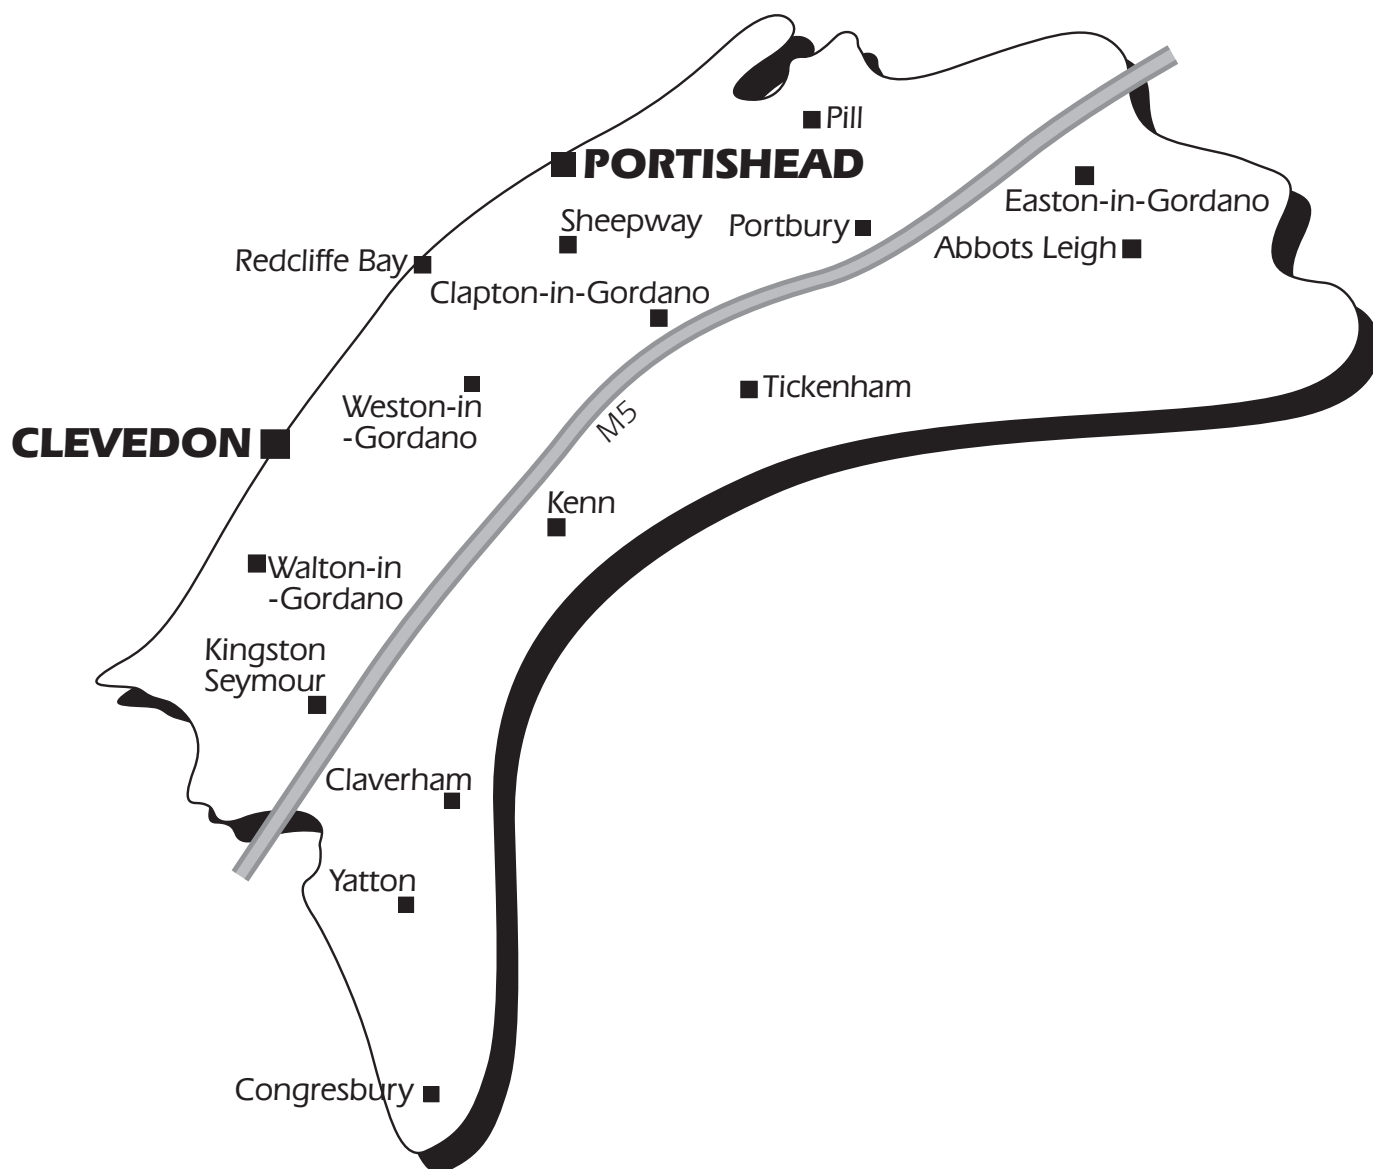 Pill
PORTISHEAD
Easton-in-Gordano
Sheepway
Portbury
Abbots Leigh
Redcliffe Bay
Clapton-in-Gordano
Tickenham
Weston-in
-Gordano
M5
CLEVEDON
Kenn
Walton-in
-Gordano
Kingston
Seymour
Claverham
Yatton
Congresbury